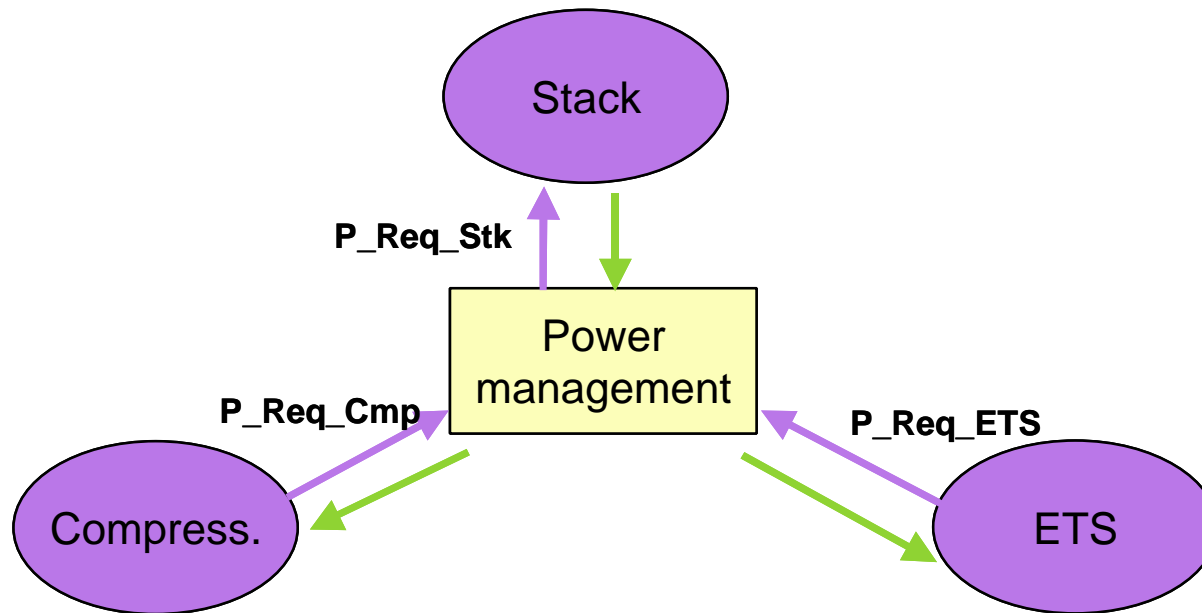 Stack
P_Req_Stk
Power
management
P_Req_Cmp
P_Req_ETS
Compress.
ETS